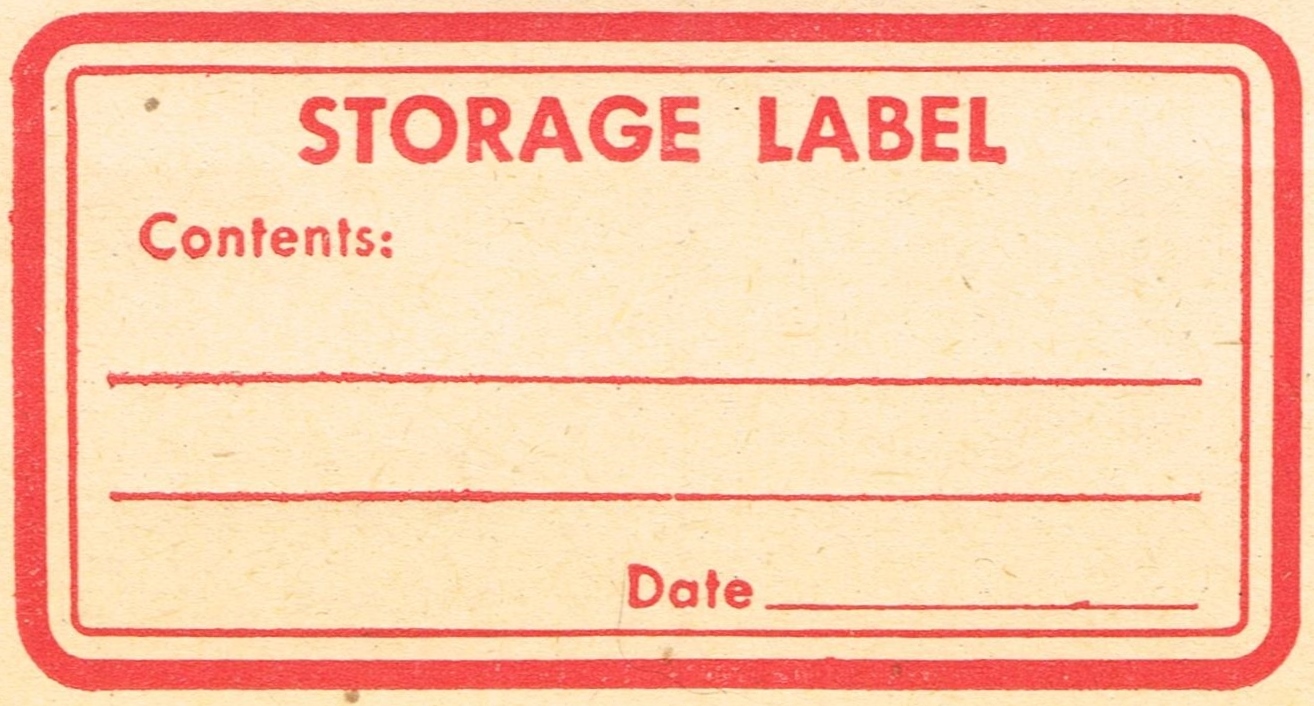 STORAGE LABEL
Contents:
Date